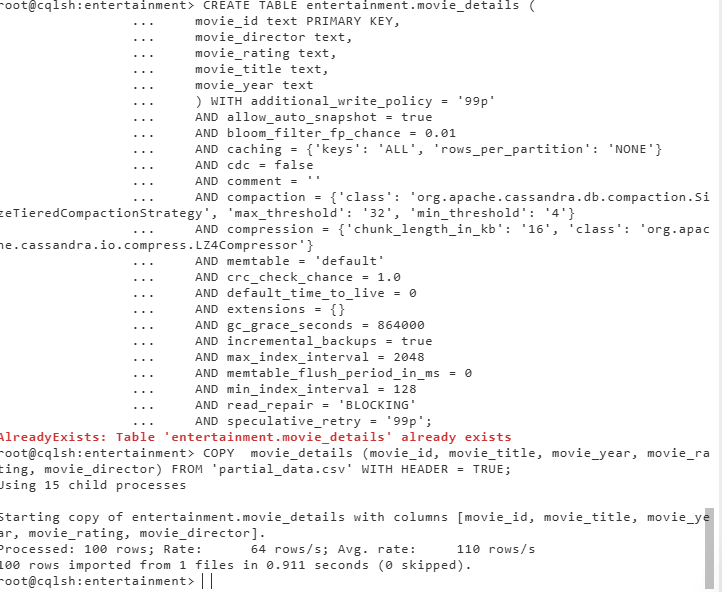 root@cqlsh:entertainment> CREATE TABLE entertainment.movie_details (
... movie_id text PRIMARY KEY,
... movie_director text,
... movie_rating text,
... movie_title text,
... movie_year text
... ) WITH additional_write_policy = '99p'
... AND allow_auto_snapshot = true
... AND bloom_filter_fp_chance = 0.01
... AND caching = {'keys': 'ALL', 'rows_per_partition': 'NONE'}
... AND cdc = false
... AND comment = ''
... AND compaction = {'class': 'org.apache.cassandra.db.compaction.Si
zeTieredCompactionStrategy', 'max_threshold': '32', 'min_threshold': '4'}
... AND compression = {'chunk_length_in_kb': '16', 'class': 'org.apac
he.cassandra.io.compress.LZ4Compressor'}
... AND memtable = 'default'
... AND crc_check_chance = 1.0
... AND default_time_to_live = 0
... AND extensions = {}
... AND gc_grace_seconds = 864000
... AND incremental_backups = true
... AND max_index_interval = 2048
... AND memtable_flush_period_in_ms = 0
... AND min_index_interval = 128
... AND read_repair = 'BLOCKING'
... AND speculative_retry = '99p';
AlreadyExists: Table 'entertainment.movie_details' already exists
root@cqlsh:entertainment> COPY  movie_details (movie_id, movie_title, movie_year, movie_ra
ting, movie_director) FROM 'partial_data.csv' WITH HEADER = TRUE;
Using 15 child processes
Starting copy of entertainment.movie_details with columns [movie_id, movie_title, movie_ye
ar, movie_rating, movie_director].
Processed: 100 rows; Rate:      64 rows/s; Avg. rate:     110 rows/s
100 rows imported from 1 files in 0.911 seconds (0 skipped).
root@cqlsh:entertainment>